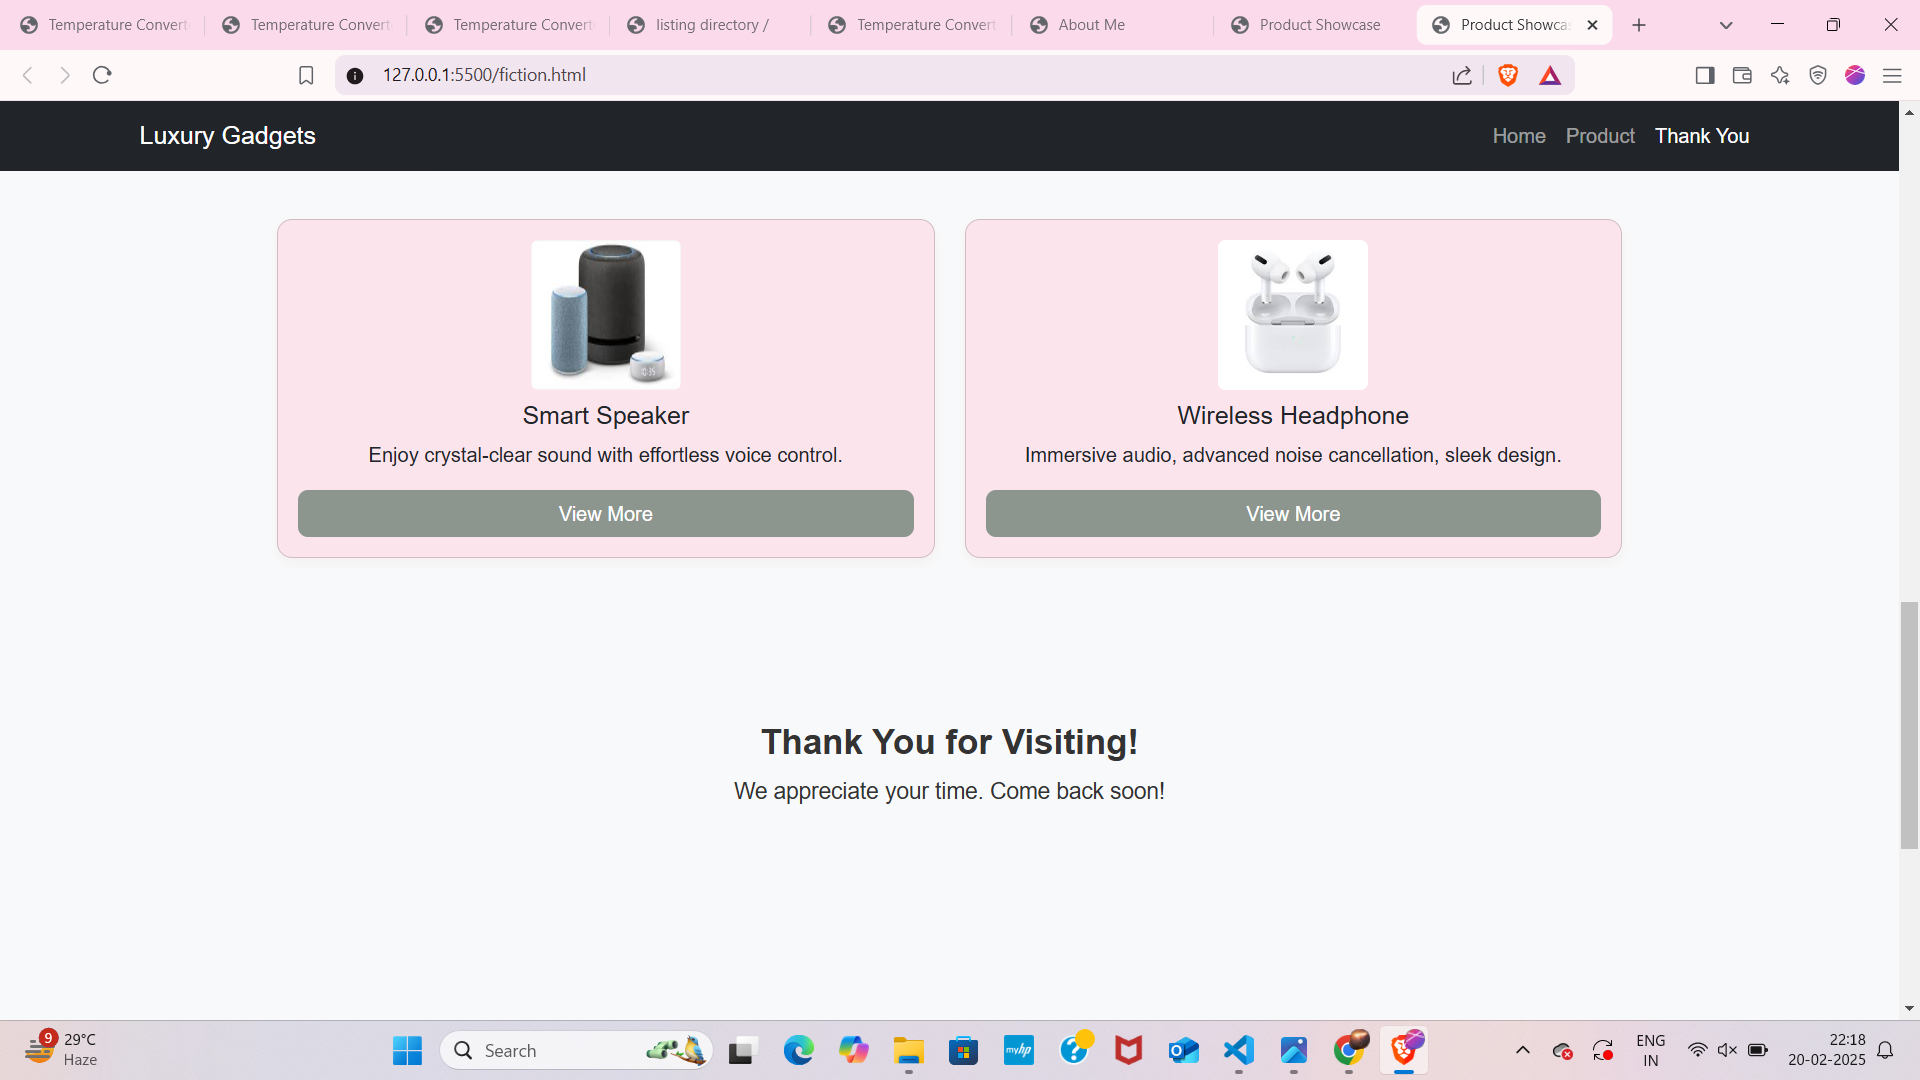 Temperature Convert
Temperature Convert
Temperature Convert
listing directory /
Temperature Convert
About Me
Product Showcase
Product Showca
127.0.0.1:5500/fiction.html
Luxury Gadgets
Home
Product
Thank You
Smart Speaker
Enjoy crystal-clear sound with effortless voice control.
View More
Wireless Headphone
Immersive audio, advanced noise cancellation, sleek design.
View More
Thank You for Visiting!
We appreciate your time. Come back soon!
9
29°C
Haze
Search
myhp
ENG
IN
22:18
20-02-2025